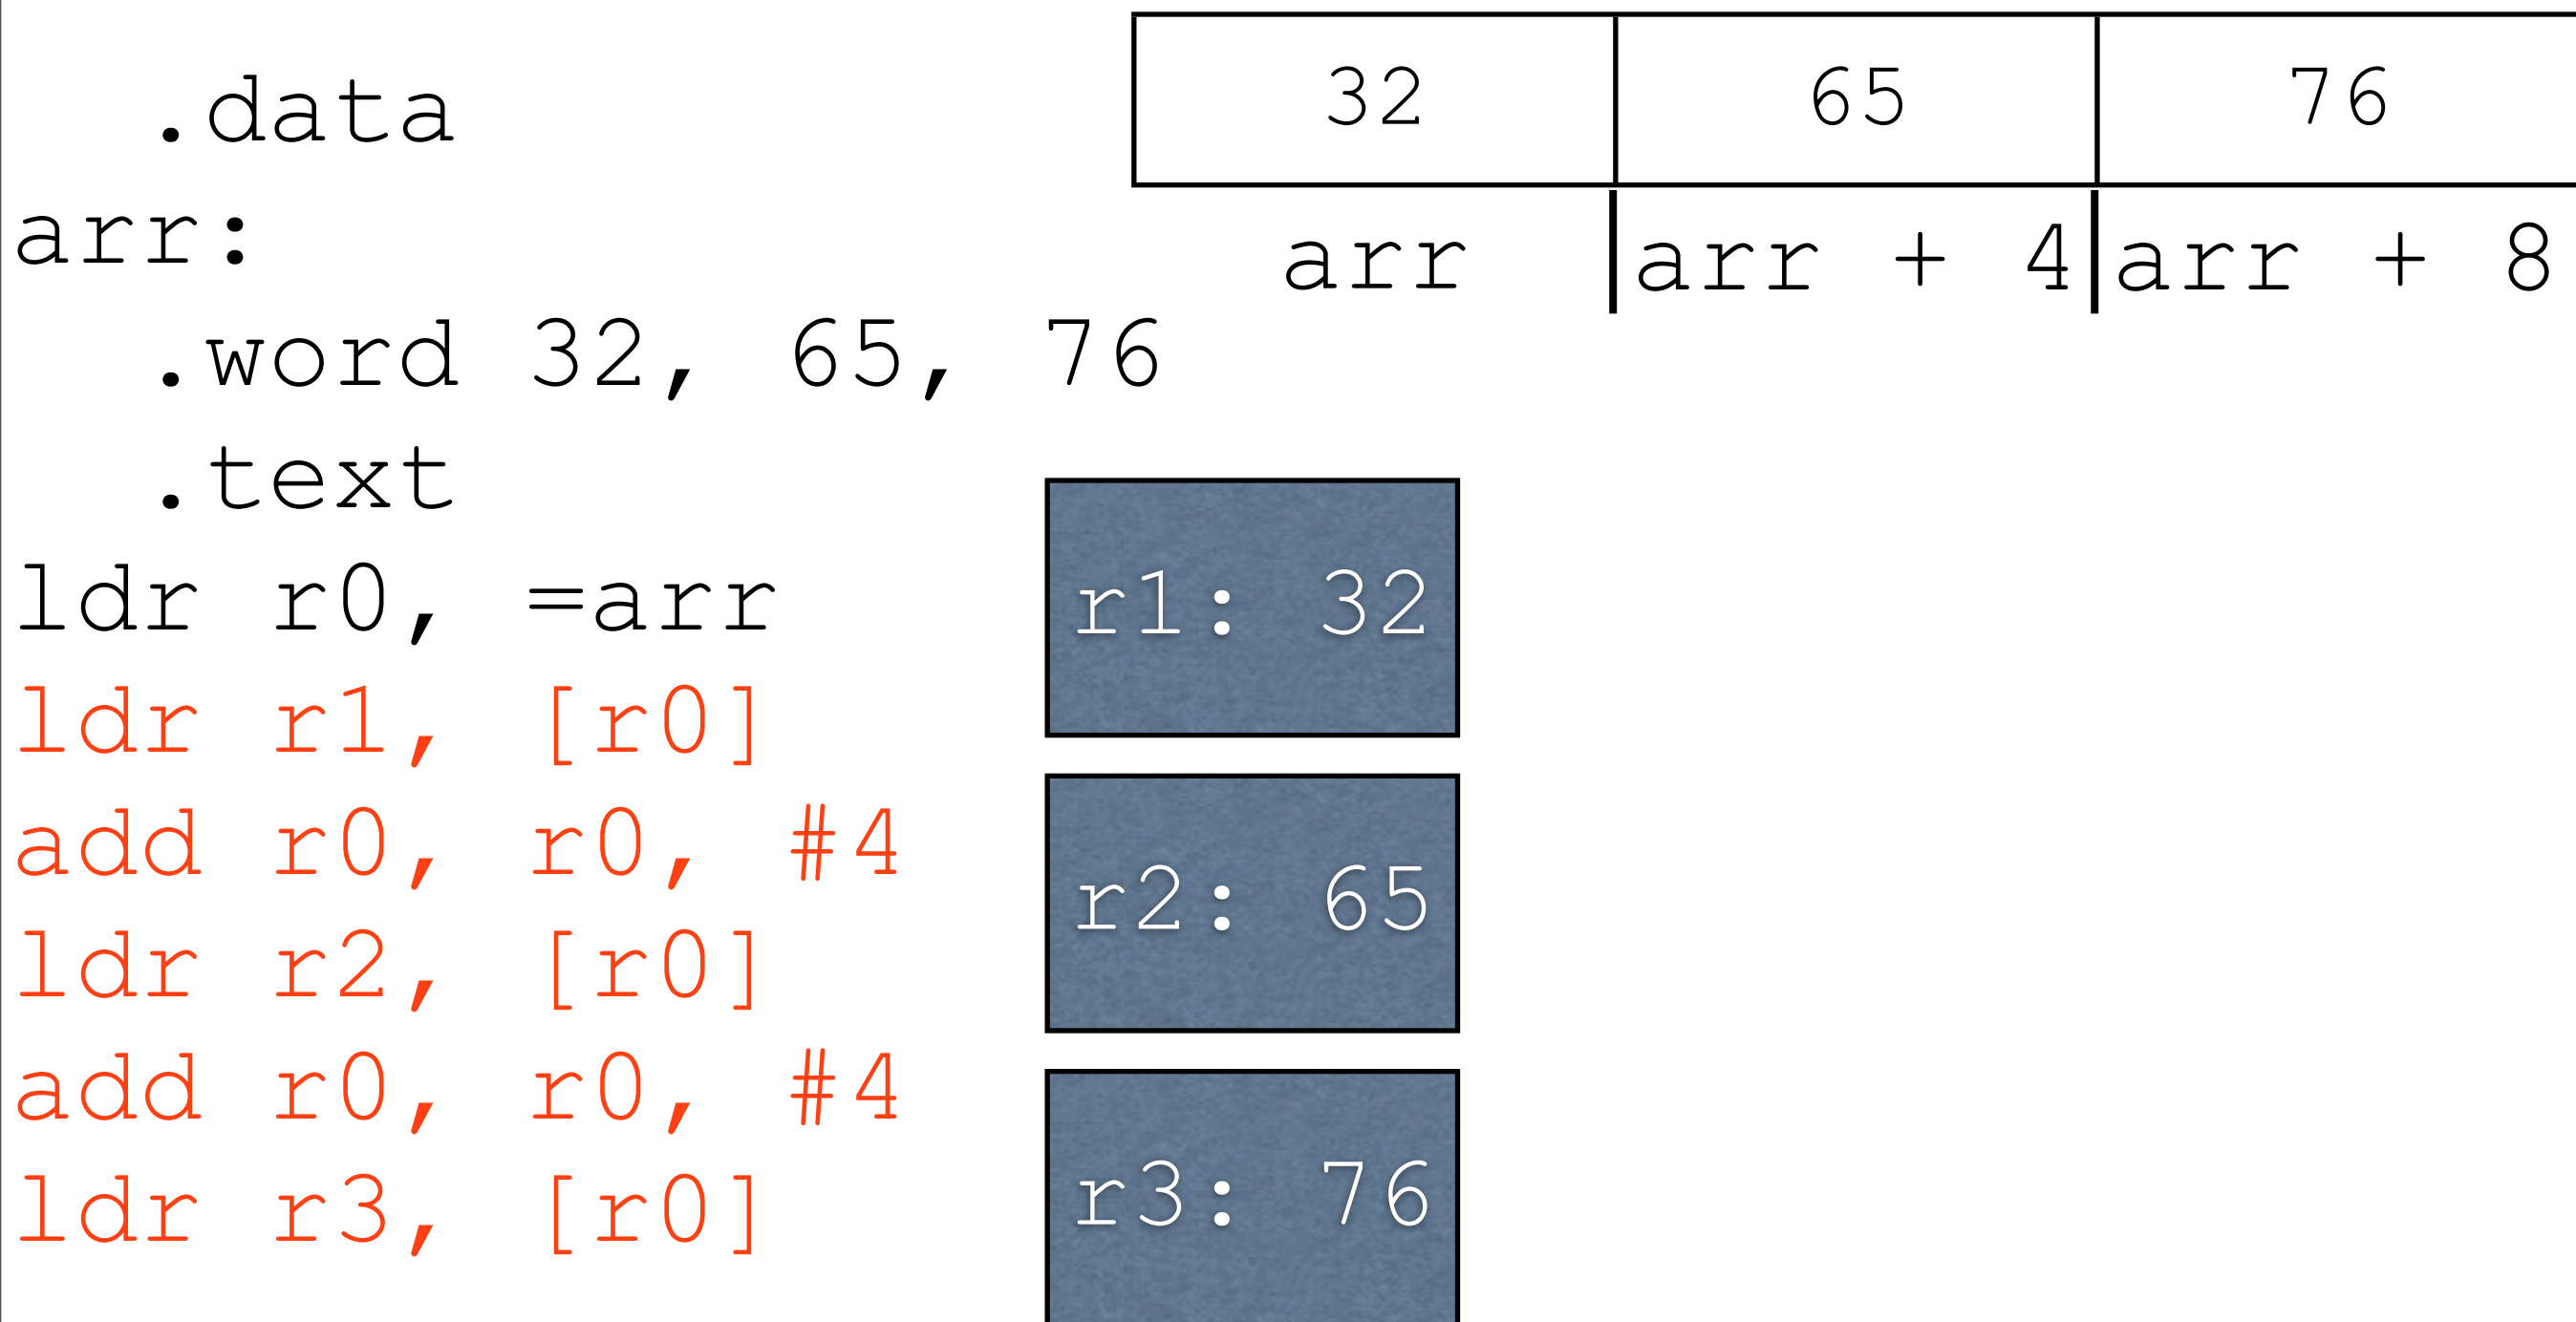 .data
arr:
.word 32, 65, 76
.text
ldr r0, =arr
ldr r1, [r0]
add r0, r0, #4
ldr r2, [r0]
add r0, r0, #4
ldr r3, [r0]
32 65 76
arr arr + 4 arr + 8
r1: 32
r2: 65
r3: 76